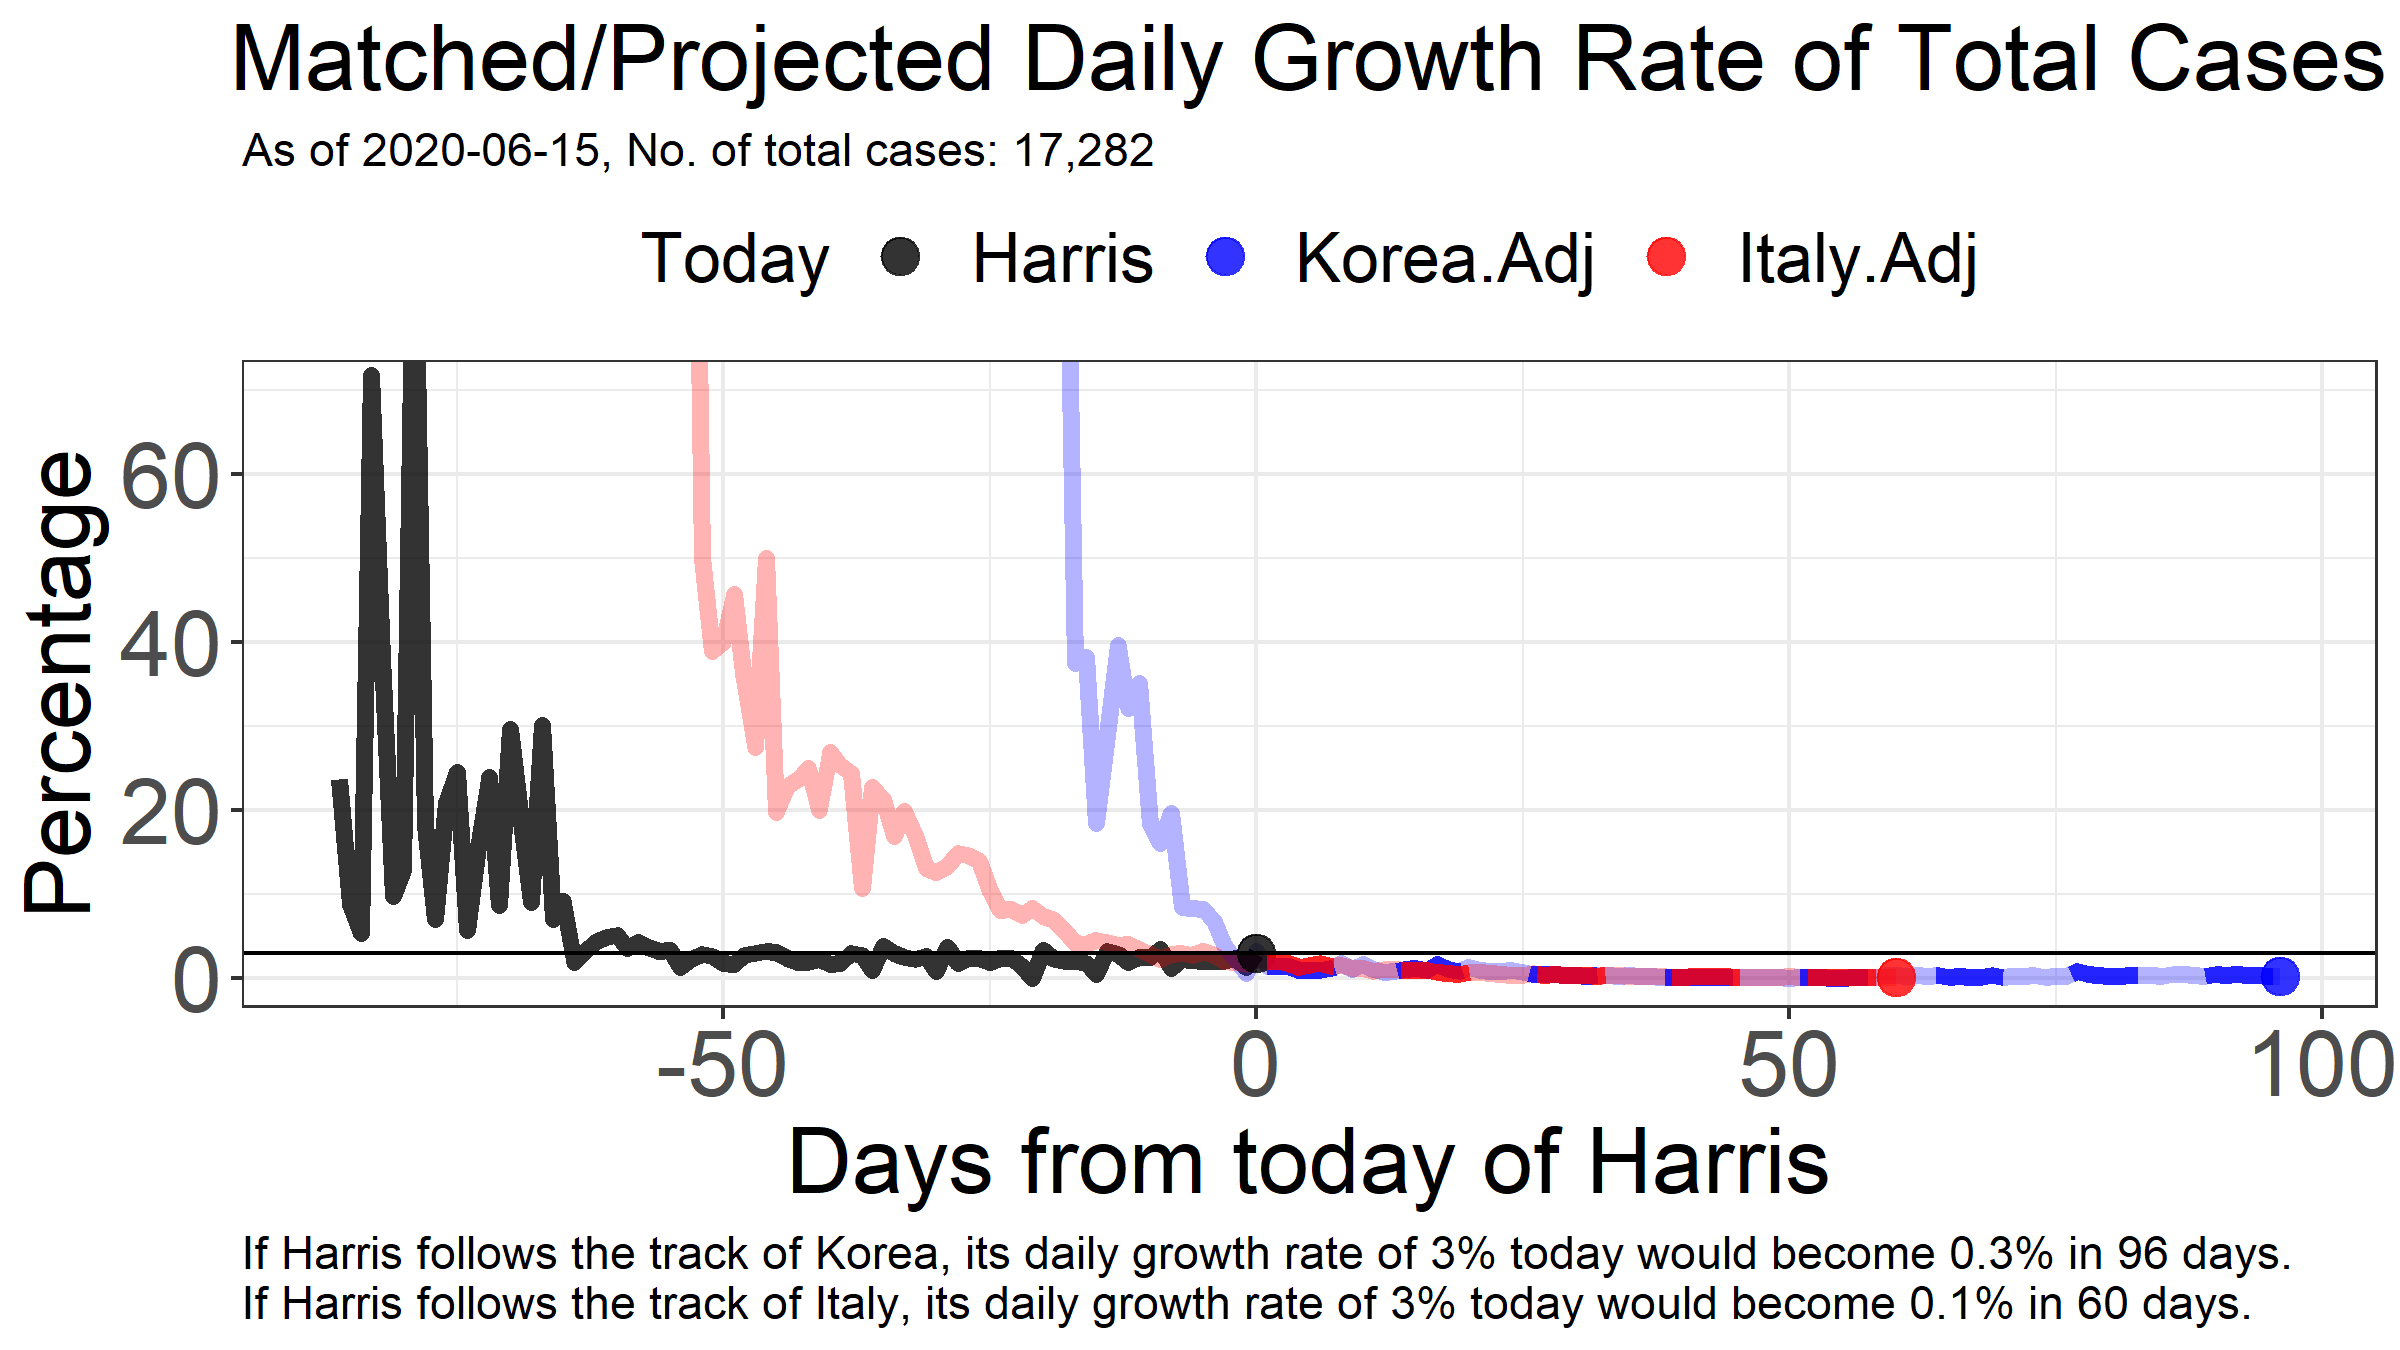 Matched/Projected Daily Growth Rate of Total Cases
As of 2020-06-15, No. of total cases: 17,282
Today Harris Korea.Adj Italy.Adj
Percentage
60
40
20
0
-50 0 50 100
Days from today of Harris
If Harris follows the track of Korea, its daily growth rate of 3% today would become 0.3% in 96 days.
If Harris follows the track of Italy, its daily growth rate of 3% today would become 0.1% in 60 days.